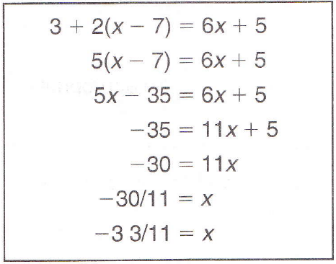 3 + 2(x − 7) = 6x + 5
5(x − 7) = 6x + 5
5x − 35 = 6x + 5
−35 = 11x + 5
−30 = 11x
−30/11 = x
−3 3/11 = x